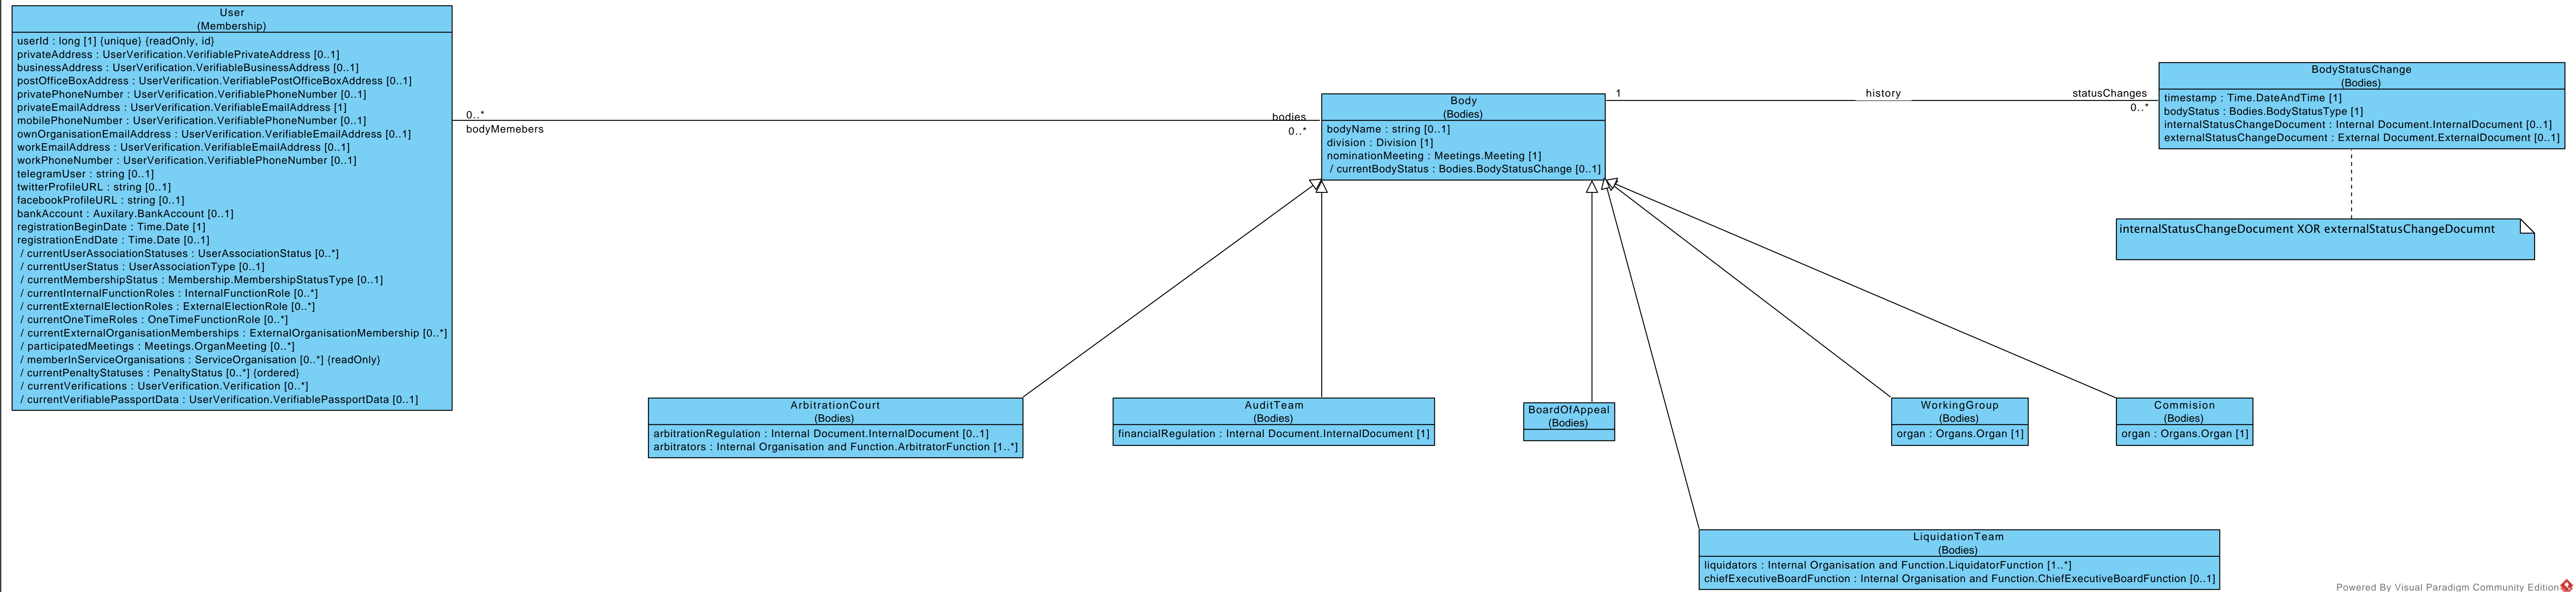 User
(Membership)
userId : long [1] {unique} {readOnly, id}
privateAddress : UserVerification.VerifiablePrivateAddress [0..1]
businessAddress : UserVerification.VerifiableBusinessAddress [0..1]
postOfficeBoxAddress : UserVerification.VerifiablePostOfficeBoxAddress [0..1]
privatePhoneNumber : UserVerification.VerifiablePhoneNumber [0..1]
privateEmailAddress : UserVerification.VerifiableEmailAddress [1]
mobilePhoneNumber : UserVerification.VerifiablePhoneNumber [0..1]
ownOrganisationEmailAddress : UserVerification.VerifiableEmailAddress [0..1]
workEmailAddress : UserVerification.VerifiableEmailAddress [0..1]
workPhoneNumber : UserVerification.VerifiablePhoneNumber [0..1]
telegramUser : string [0..1]
twitterProfileURL : string [0..1]
facebookProfileURL : string [0..1]
bankAccount : Auxilary.BankAccount [0..1]
registrationBeginDate : Time.Date [1]
registrationEndDate : Time.Date [0..1]
/ currentUserAssociationStatuses : UserAssociationStatus [0..*]
/ currentUserStatus : UserAssociationType [0..1]
/ currentMembershipStatus : Membership.MembershipStatusType [0..1]
/ currentInternalFunctionRoles : InternalFunctionRole [0..*]
/ currentExternalElectionRoles : ExternalElectionRole [0..*]
/ currentOneTimeRoles : OneTimeFunctionRole [0..*]
/ currentExternalOrganisationMemberships : ExternalOrganisationMembership [0..*]
/ participatedMeetings : Meetings.OrganMeeting [0..*]
/ memberInServiceOrganisations : ServiceOrganisation [0..*] {readOnly}
/ currentPenaltyStatuses : PenaltyStatus [0..*] {ordered}
/ currentVerifications : UserVerification.Verification [0..*]
/ currentVerifiablePassportData : UserVerification.VerifiablePassportData [0..1]
0..*
bodyMemebers
bodies
0..*
Body
(Bodies)
bodyName : string [0..1]
division : Division [1]
nominationMeeting : Meetings.Meeting [1]
/ currentBodyStatus : Bodies.BodyStatusChange [0..1]
1
history
statusChanges
0..*
BodyStatusChange
(Bodies)
timestamp : Time.DateAndTime [1]
bodyStatus : Bodies.BodyStatusType [1]
internalStatusChangeDocument : Internal Document.InternalDocument [0..1]
externalStatusChangeDocument : External Document.ExternalDocument [0..1]
internalStatusChangeDocument XOR externalStatusChangeDocumnt
ArbitrationCourt
(Bodies)
arbitrationRegulation : Internal Document.InternalDocument [0..1]
arbitrators : Internal Organisation and Function.ArbitratorFunction [1..*]
AuditTeam
(Bodies)
financialRegulation : Internal Document.InternalDocument [1]
BoardOfAppeal
(Bodies)
WorkingGroup
(Bodies)
organ : Organs.Organ [1]
Commision
(Bodies)
organ : Organs.Organ [1]
LiquidationTeam
(Bodies)
liquidators : Internal Organisation and Function.LiquidatorFunction [1..*]
chiefExecutiveBoardFunction : Internal Organisation and Function.ChiefExecutiveBoardFunction [0..1]
Powered By Visual Paradigm Community Edition